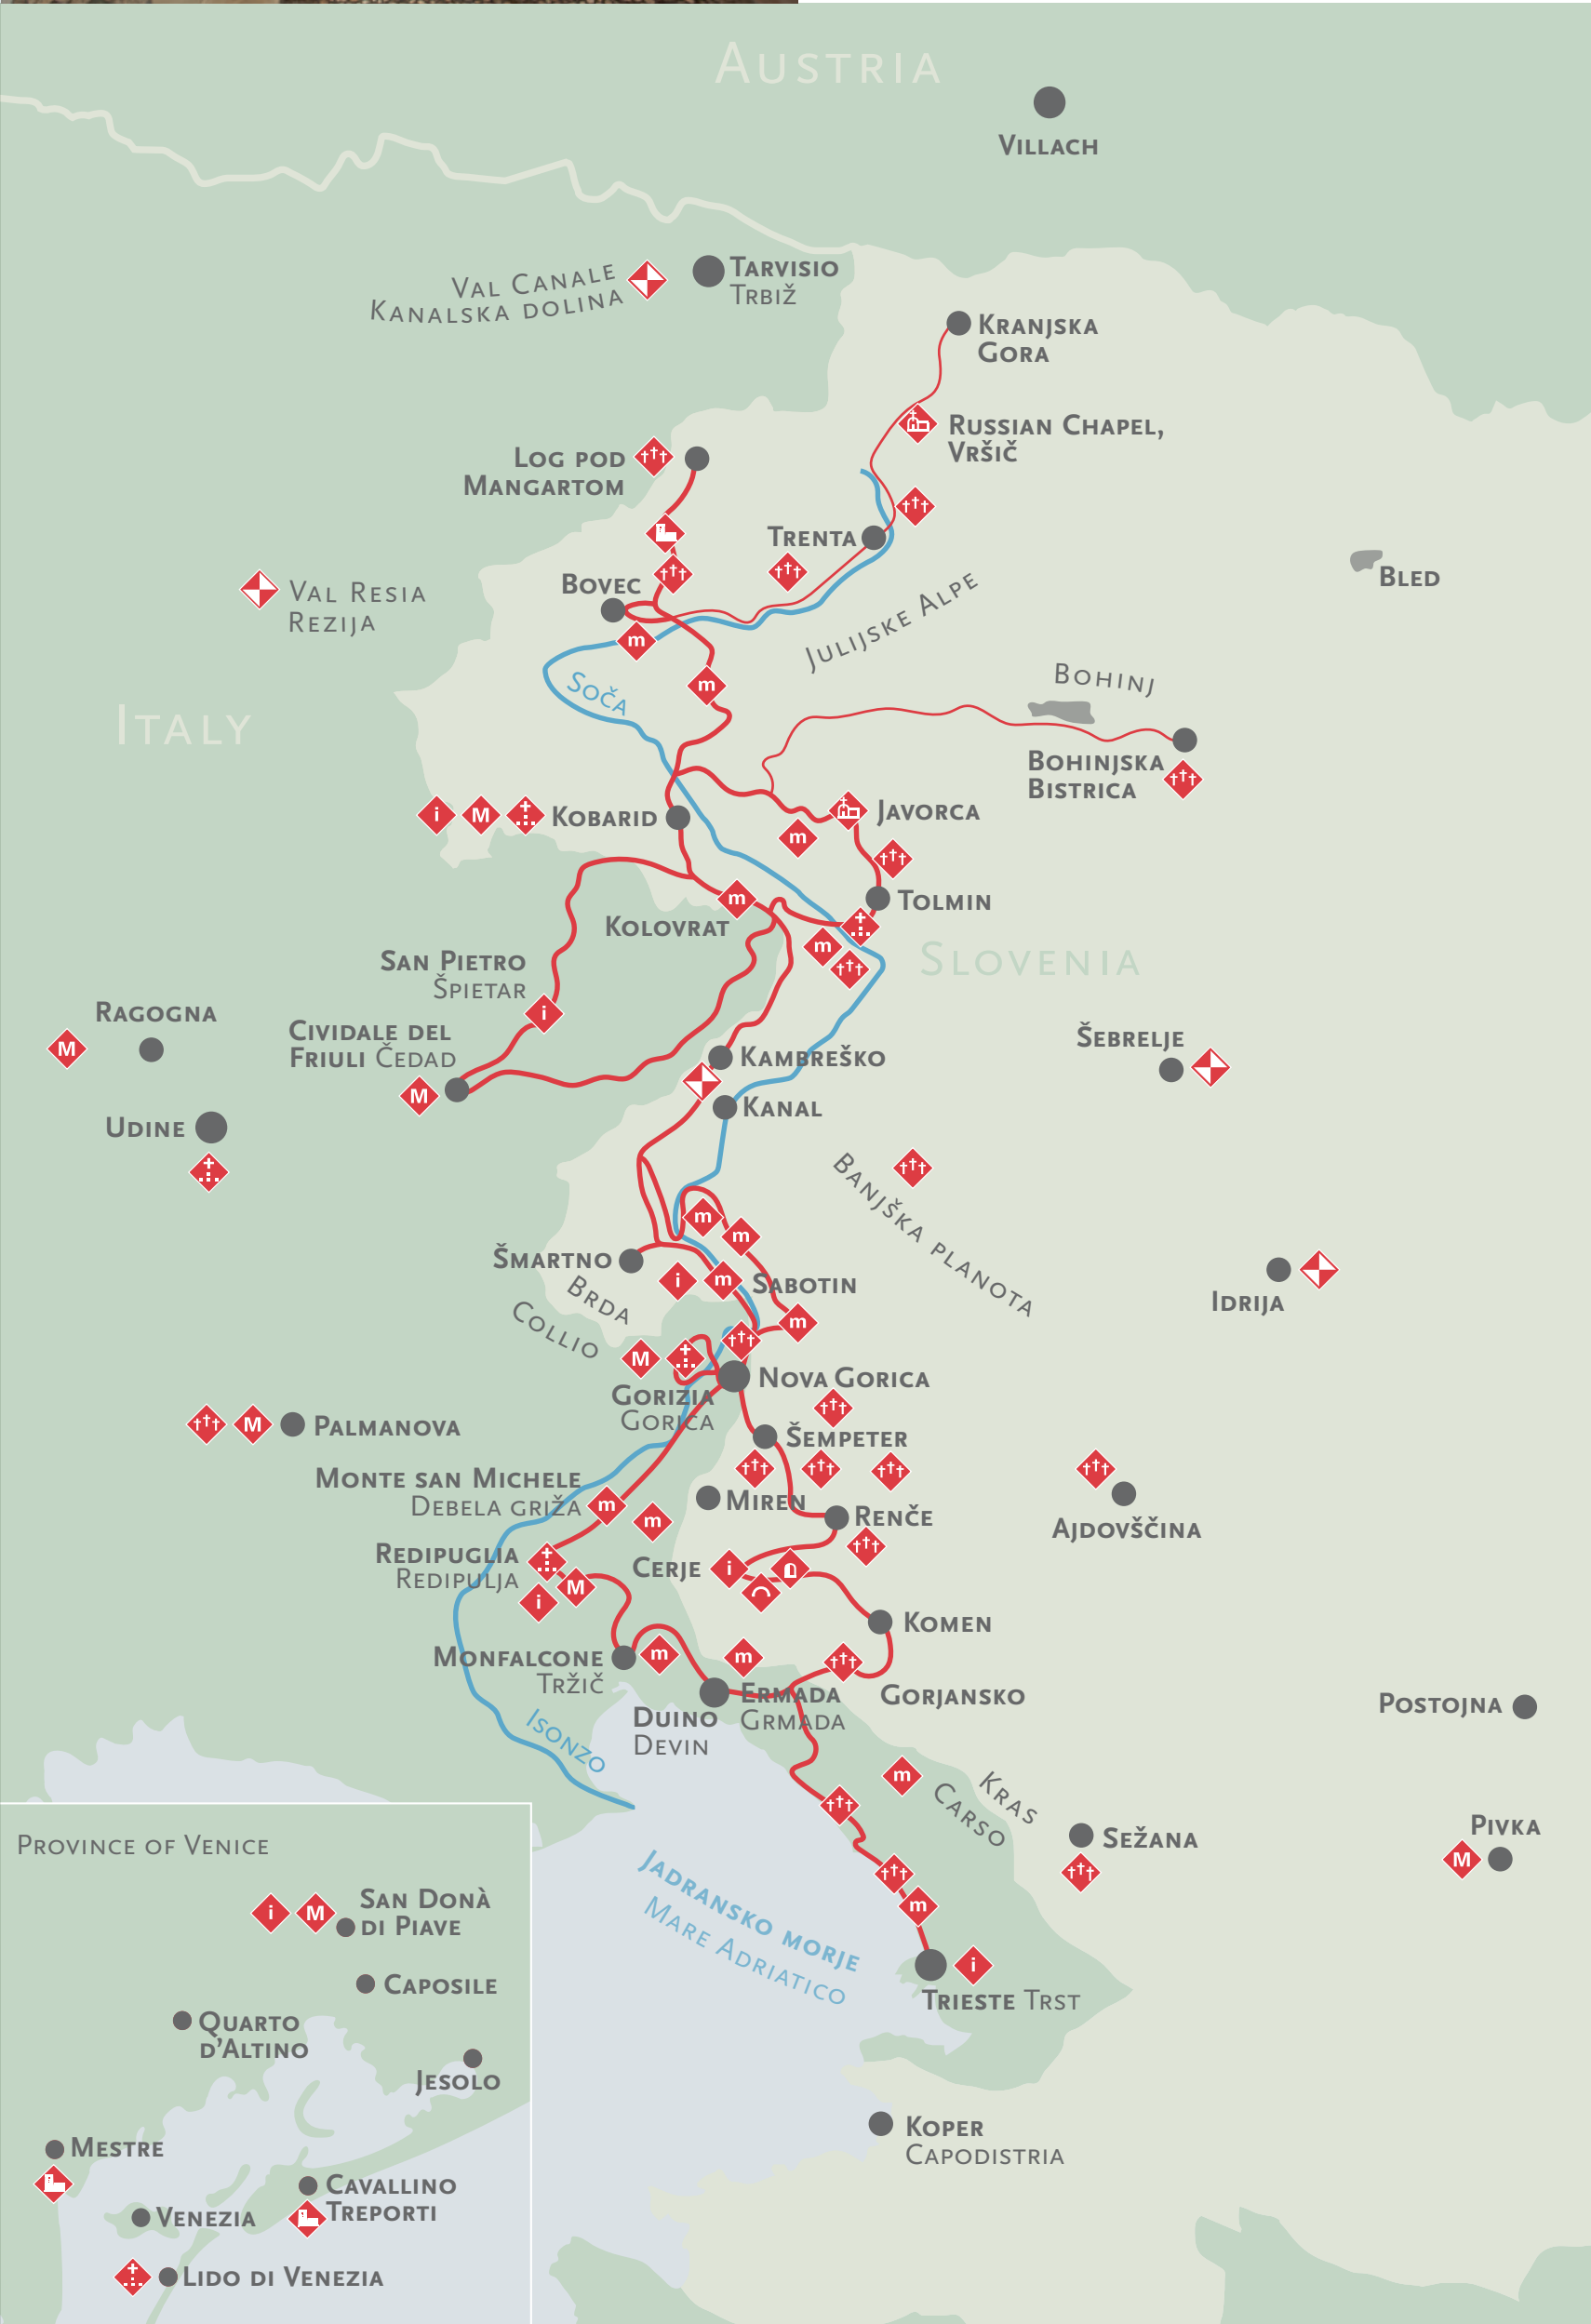 AUSTRIA
VILLACH
VAL CANALE
KANALSKA DOLINA
TARVISIO
TRBIŽ
KRANJSKA
GORA
RUSSIAN CHAPEL,
VRŠIČ
LOG POD
MANGARTOM
TRENTA
BLED
BOVEC
VAL RESIA
REZIJA
JULIJSKE ALPE
m
SOČA
m
BOHINJ
ITALY
BOHINJSKA
BISTRICA
i M KOBARID
JAVORCA
m
m
TOLMIN
KOLOVRAT
m
SLOVENIA
SAN PIETRO
ŠPIETAR
i
RAGOGNA
M
CIVIDALE DEL
FRIULI ČEDAD
M
ŠEBRELJE
KAMBREŠKO
KANAL
UDINE
BANJŠKA PLANOTA
m
m
ŠMARTNO
i m SABOTIN
BRDA
COLLIO
IDRIJA
m
M
NOVA GORICA
GORIZIA
GORICA
M PALMANOVA
ŠEMPETER
MONTE SAN MICHELE
DEBELA GRIŽA
m
m
MIREN
RENČE
AJDOVŠČINA
REDIPUGLIA
REDIPULJA
M
i
CERJE i
KOMEN
MONFALCONE
TRŽIČ
m
m
ERMADA
GRMADA
GORJANSKO
DUINO
DEVIN
POSTOJNA
ISONZO
m
KRAS
CARSO
SEŽANA
PIVKA
M
JADRANSKO MORJE
MARE ADRIATICO
m
i
TRIESTE TRST
KOPER
CAPODISTRIA
PROVINCE OF VENICE
i M SAN DONÀ
DI PIAVE
CAPOSILE
QUARTO
D'ALTINO
JESOLO
MESTRE
CAVALLINO
TREPORTI
VENEZIA
LIDO DI VENEZIA